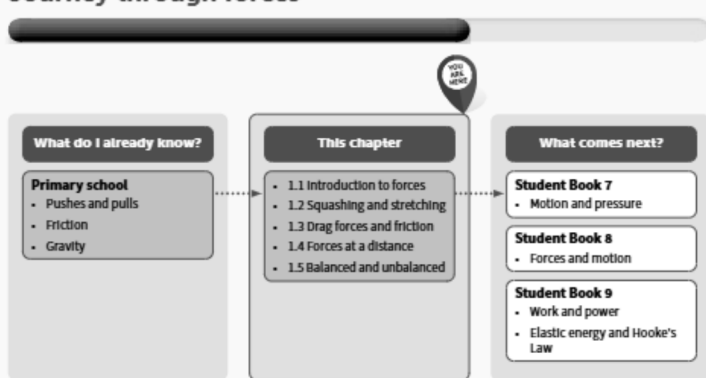 Journey through forces
YOU
ARE
HERE
What do I already know?
Primary school
• Pushes and pulls
• Friction
• Gravity
This chapter
• 1.1 Introduction to forces
• 1.2 Squashing and stretching
• 1.3 Drag forces and friction
• 1.4 Forces at a distance
• 1.5 Balanced and unbalanced
What comes next?
Student Book 7
• Motion and pressure
Student Book 8
• Forces and motion
Student Book 9
• Work and power
• Elastic energy and Hooke's
Law